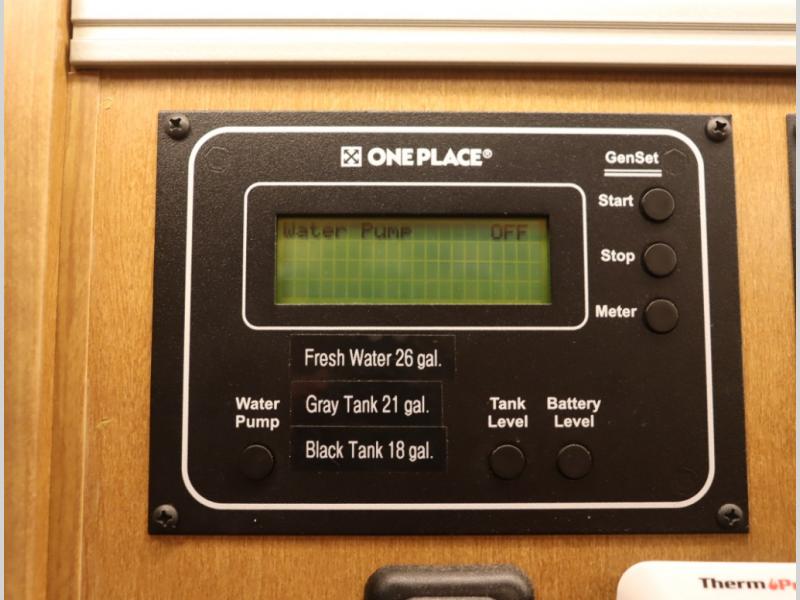 ONE PLACE®
GenSet
Start
Water Pump OFF
Stop
Meter
Fresh Water 26 gal.
Gray Tank 21 gal.
Black Tank 18 gal.
Water
Pump
Tank
Level
Battery
Level
Therm